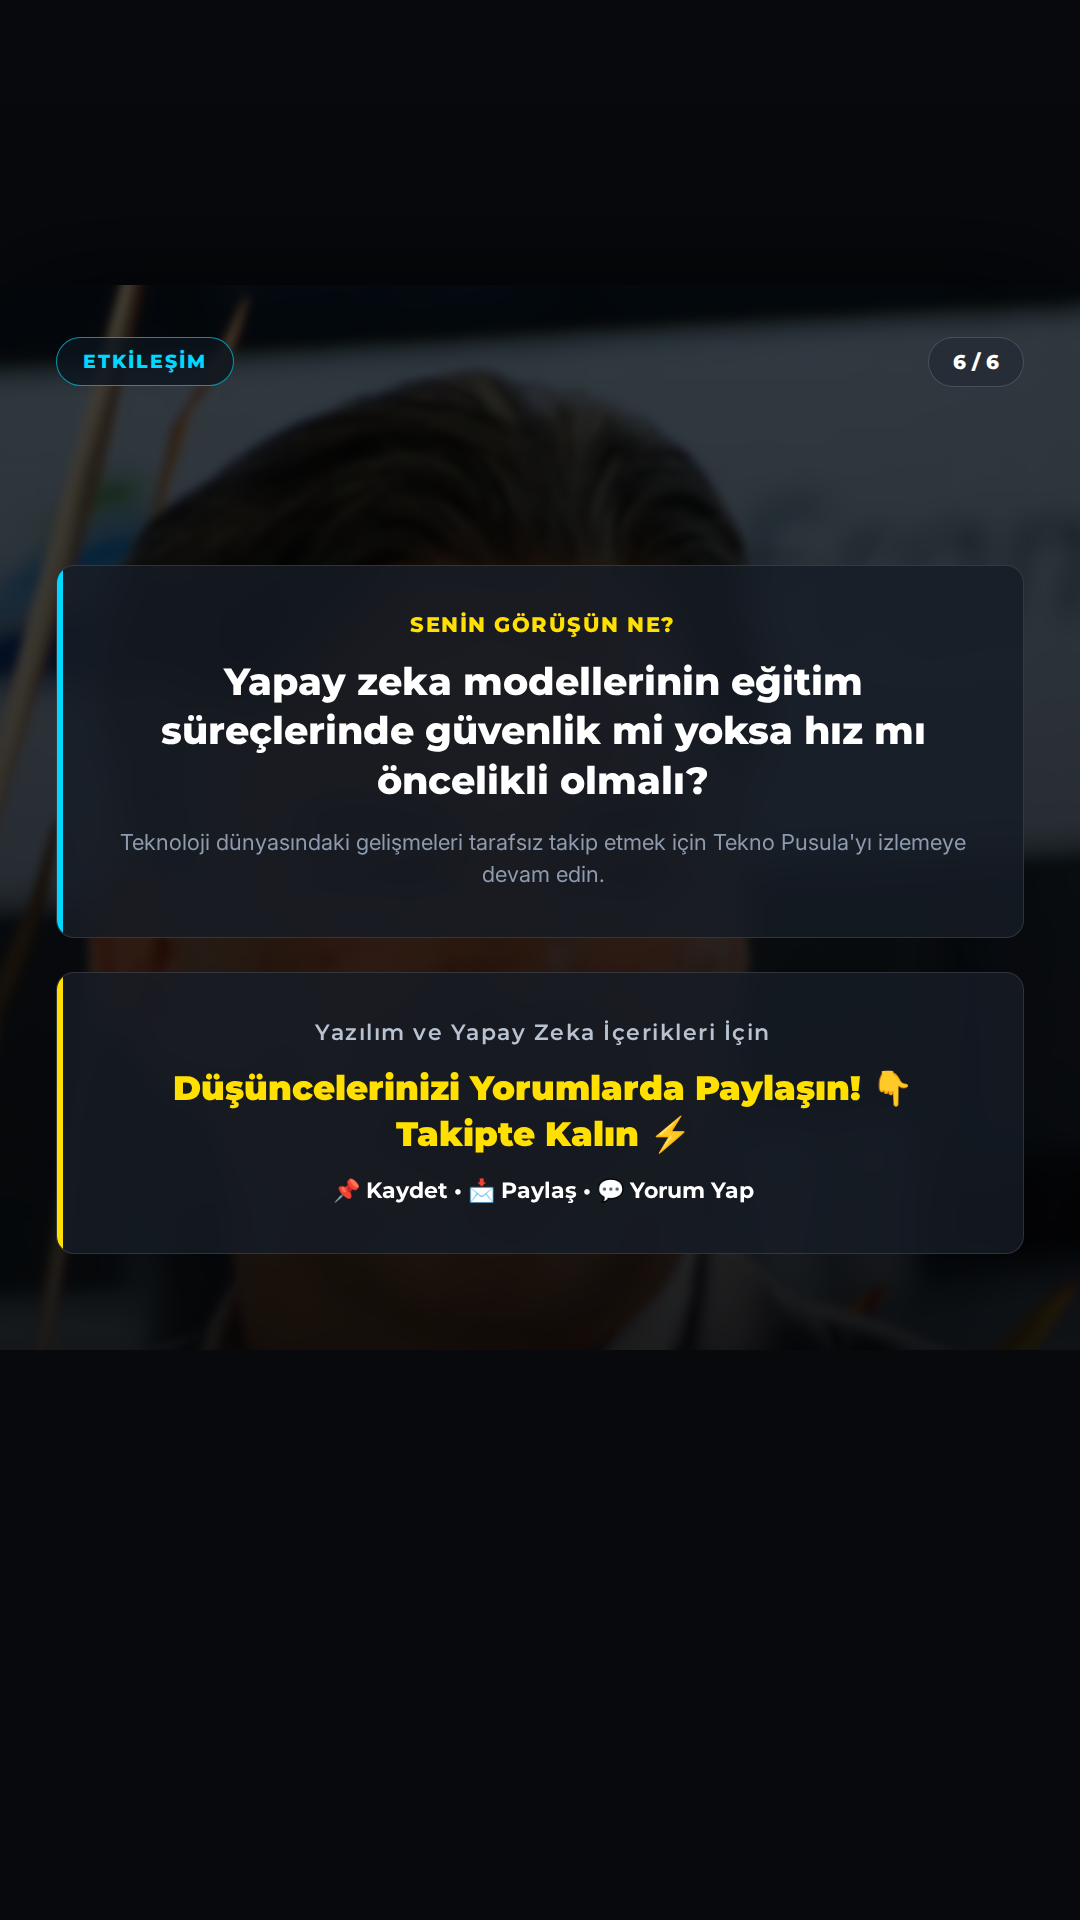 ETKİLEŞİM
6 / 6
SENİN GÖRÜŞÜN NE?
Yapay zeka modellerinin eğitim
süreçlerinde güvenlik mi yoksa hız mı
öncelikli olmalı?
Teknoloji dünyasındaki gelişmeleri tarafsız takip etmek için Tekno Pusula'yı izlemeye
devam edin.
Yazılım ve Yapay Zeka İçerikleri İçin
Düşüncelerinizi Yorumlarda Paylaşın! 👇
Takipte Kalın ⚡
📌 Kaydet • 📩 Paylaş • 💬 Yorum Yap